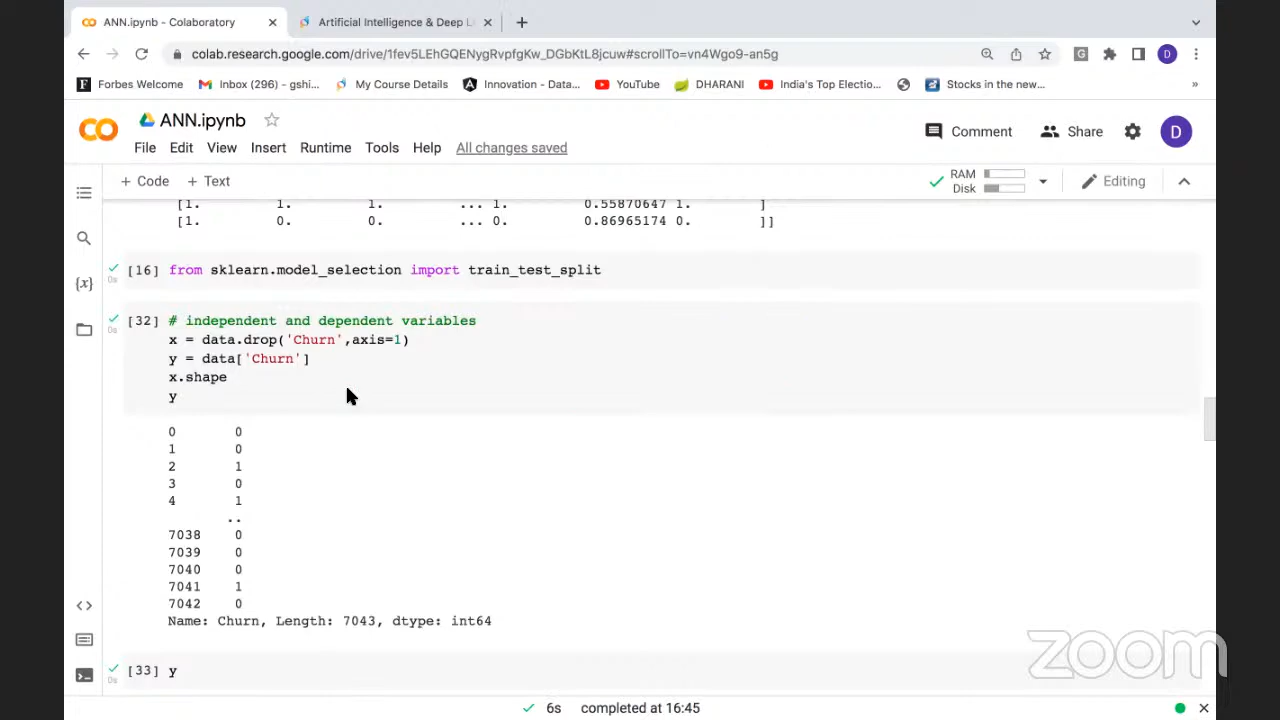 ANN.ipynb - Colaboratory
Artificial Intelligence & Deep L
colab.research.google.com/drive/1fev5LEhGQENygRvpfgKw_DGbKtL8jcuw#scrollTo=vn4Wgo9-an5g
D
F Forbes Welcome
Inbox (296) - gshi...
My Course Details
Innovation - Data...
YouTube
DHARANI
India's Top Electio...
Stocks in the new...
»
CO
ANN.ipynb
Comment
Share
D
File Edit View Insert Runtime Tools Help All changes saved
+ Code + Text
RAM
Disk
Editing
[1. 1. 1. ... 1. 0.55870647 1. ]
[1. 0. 0. ... 0. 0.86965174 0. ]]
0s [16] from sklearn.model_selection import train_test_split
{x}
0s [32] # independent and dependent variables
x = data.drop('Churn',axis=1)
y = data['Churn']
x.shape
y
0 0
1 0
2 1
3 0
4 1
..
7038 0
7039 0
7040 0
7041 1
7042 0
Name: Churn, Length: 7043, dtype: int64
0s [33] y
zoom
6s completed at 16:45